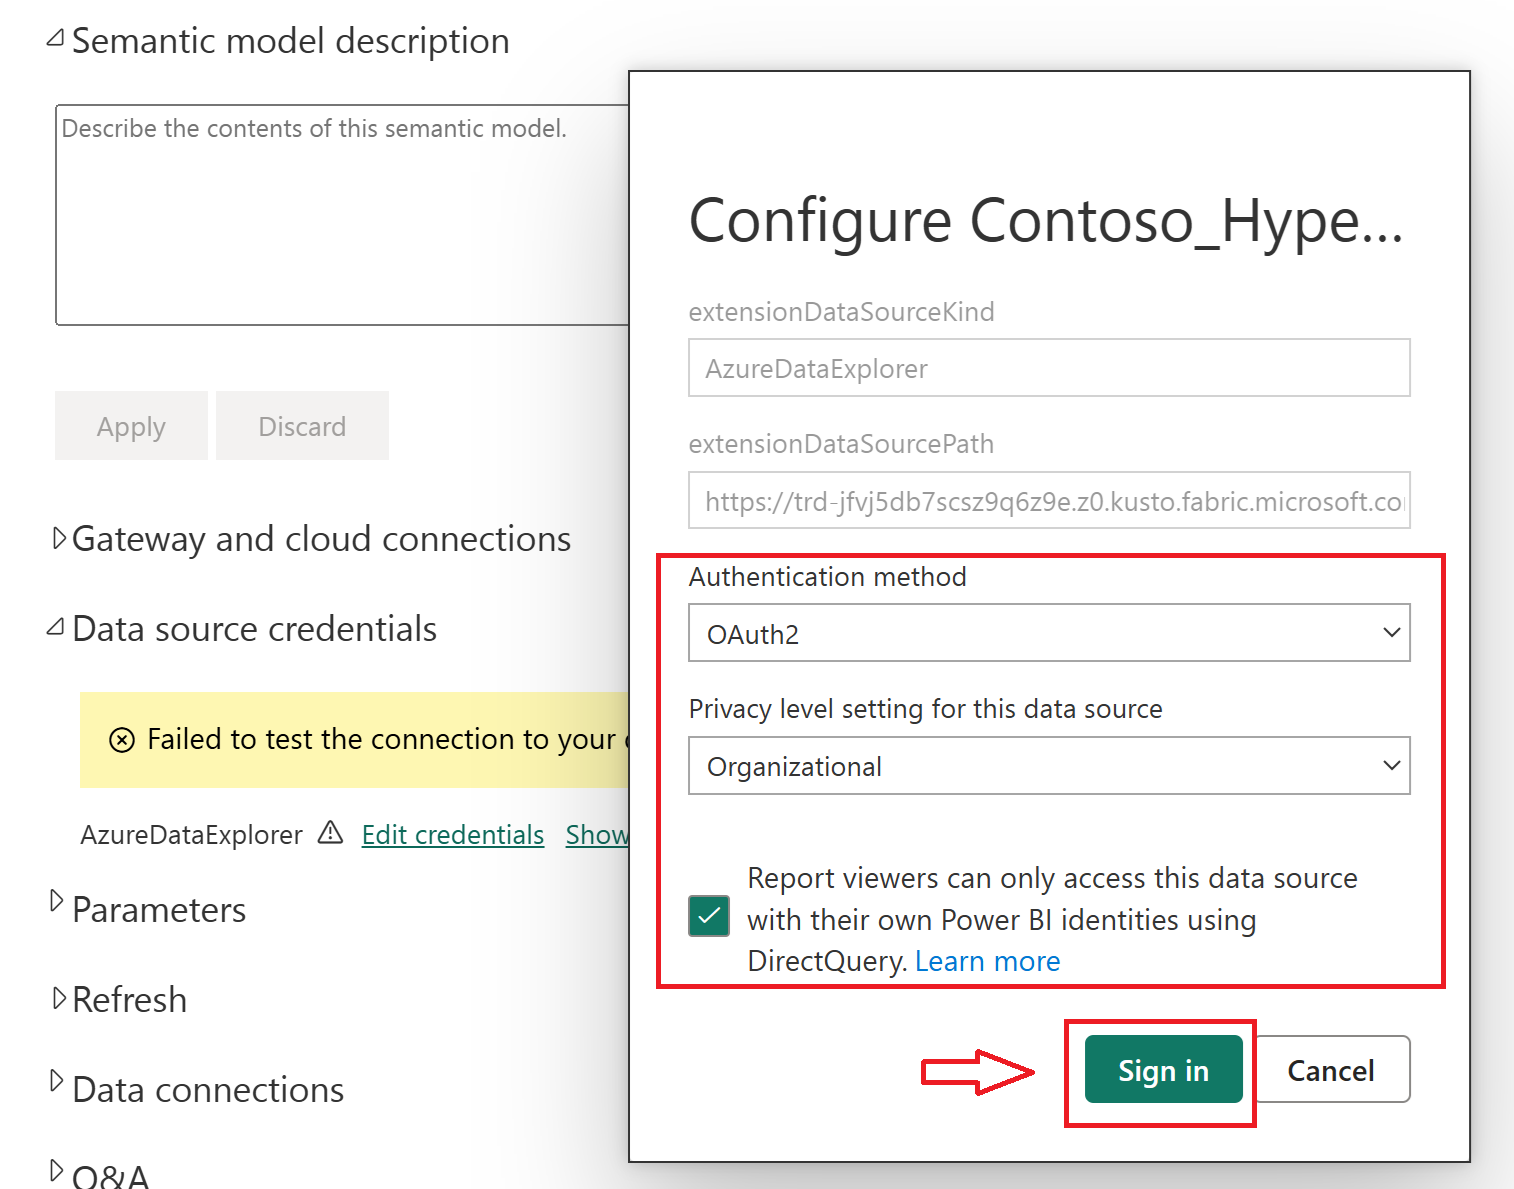 Semantic model description
Describe the contents of this semantic model.
Apply
Discard
Gateway and cloud connections
Data source credentials
Failed to test the connection to your
AzureDataExplorer
Edit credentials
Show
Parameters
Refresh
Data connections
Q&A
Configure Contoso_Hype...
extensionDataSourceKind
AzureDataExplorer
extensionDataSourcePath
https://trd-jfvj5db7scsz9q6z9e.z0.kusto.fabric.microsoft.co
Authentication method
OAuth2
Privacy level setting for this data source
Organizational
Report viewers can only access this data source
with their own Power BI identities using
DirectQuery. Learn more
Sign in
Cancel